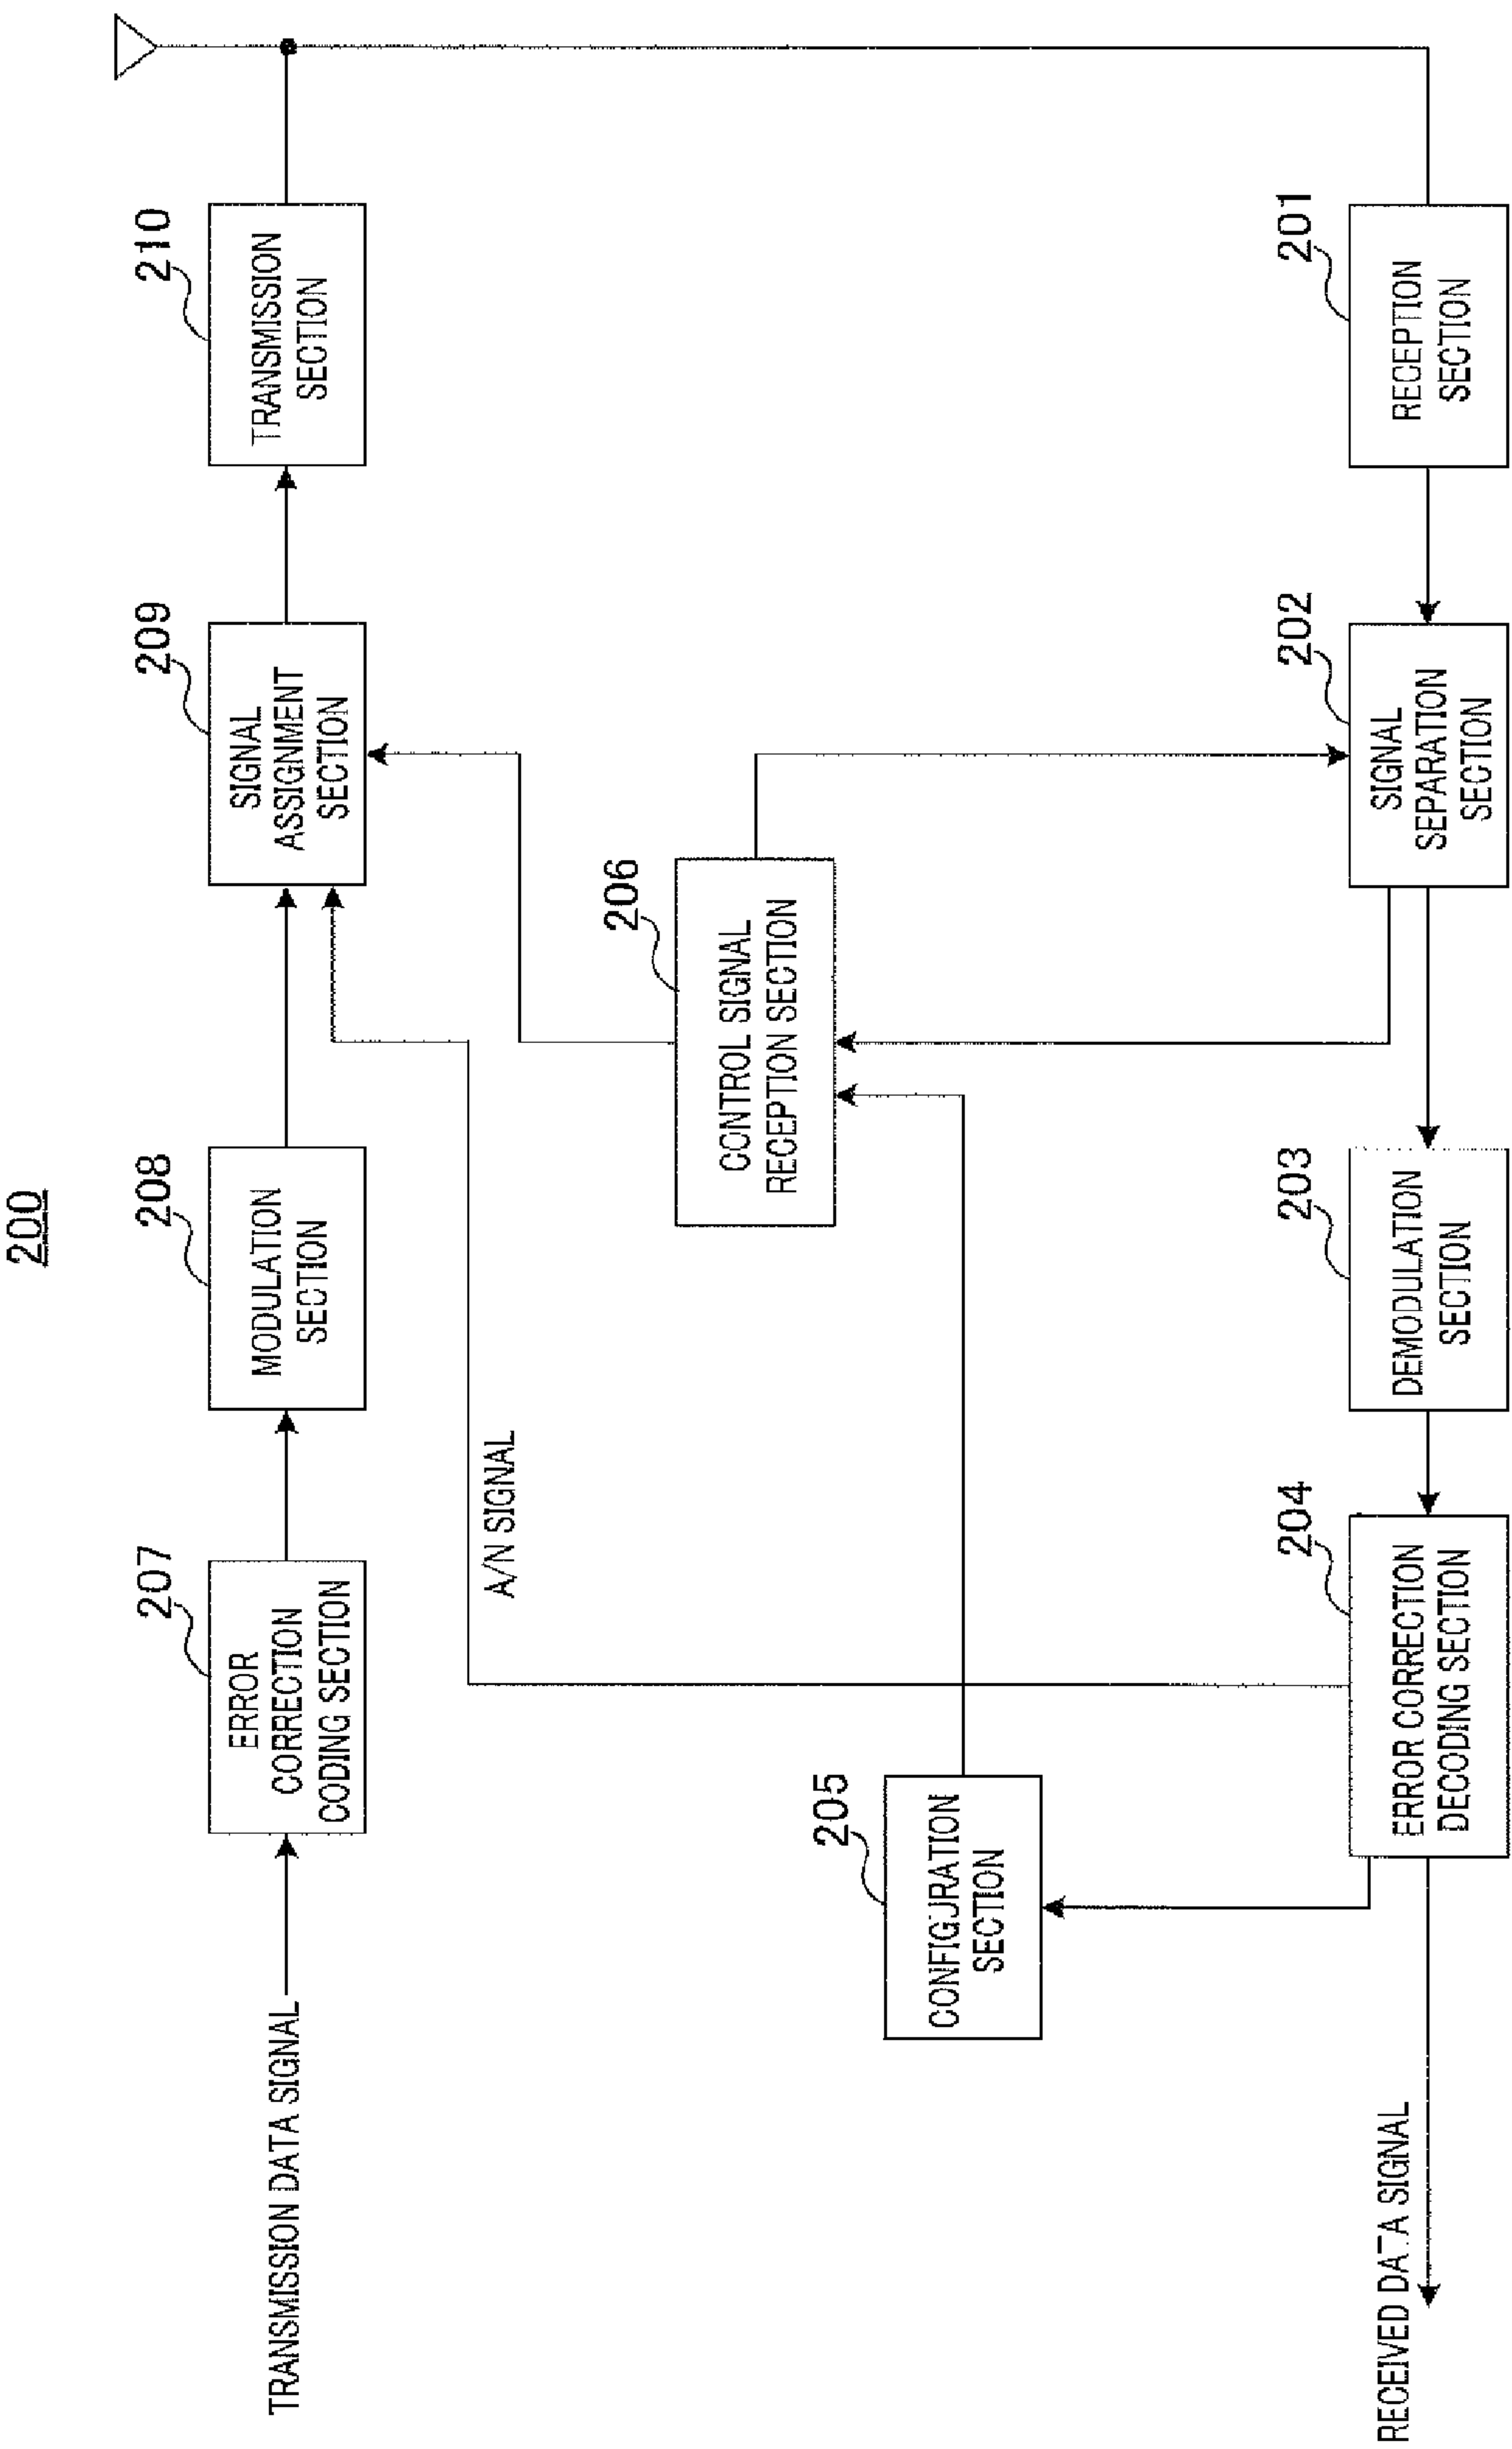 200
TRANSMISSION DATA SIGNAL
207
ERROR
CORRECTION
CODING SECTION
208
MODULATION
SECTION
209
SIGNAL
ASSIGNMENT
SECTION
210
TRANSMISSION
SECTION
A/N SIGNAL
206
CONTROL SIGNAL
RECEPTION SECTION
205
CONFIGURATION
SECTION
RECEIVED DATA SIGNAL
204
ERROR CORRECTION
DECODING SECTION
203
DEMODULATION
SECTION
202
SIGNAL
SEPARATION
SECTION
201
RECEPTION
SECTION